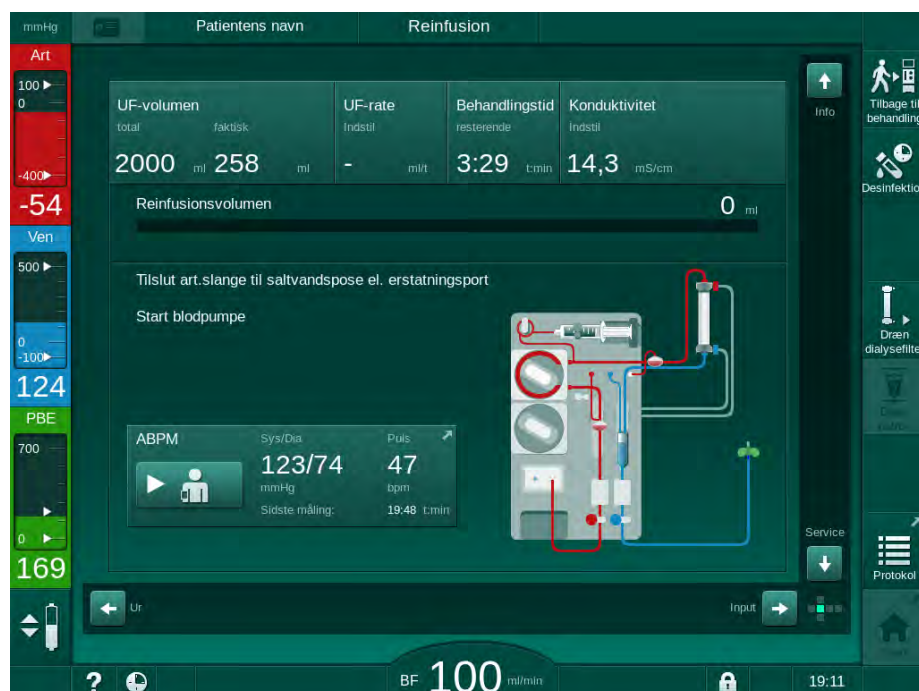 mmHg
Patientens navn
Reinfusion
Art
100
0
-400
-54
Ven
500
0
-100
124
PBE
700
0
169
UF-volumen
total faktisk
2000 ml 258 ml
UF-rate
Indstil
- ml/t
Behandlingstid
resterende
3:29 t:min
Konduktivitet
Indstil
14,3 mS/cm
Reinfusionsvolumen 0 ml
Tilslut art.slange til saltvandspose el. erstatningsport
Start blodpumpe
ABPM
Sys/Dia Puls
123/74 47
mmHg bpm
Sidste måling: 19:48 t:min
Info
Service
Ur
Input
Tilbage til
behandling
Desinfektio
Dræn
dialysefilte
Protokol
?
BF 100 ml/min
19:11